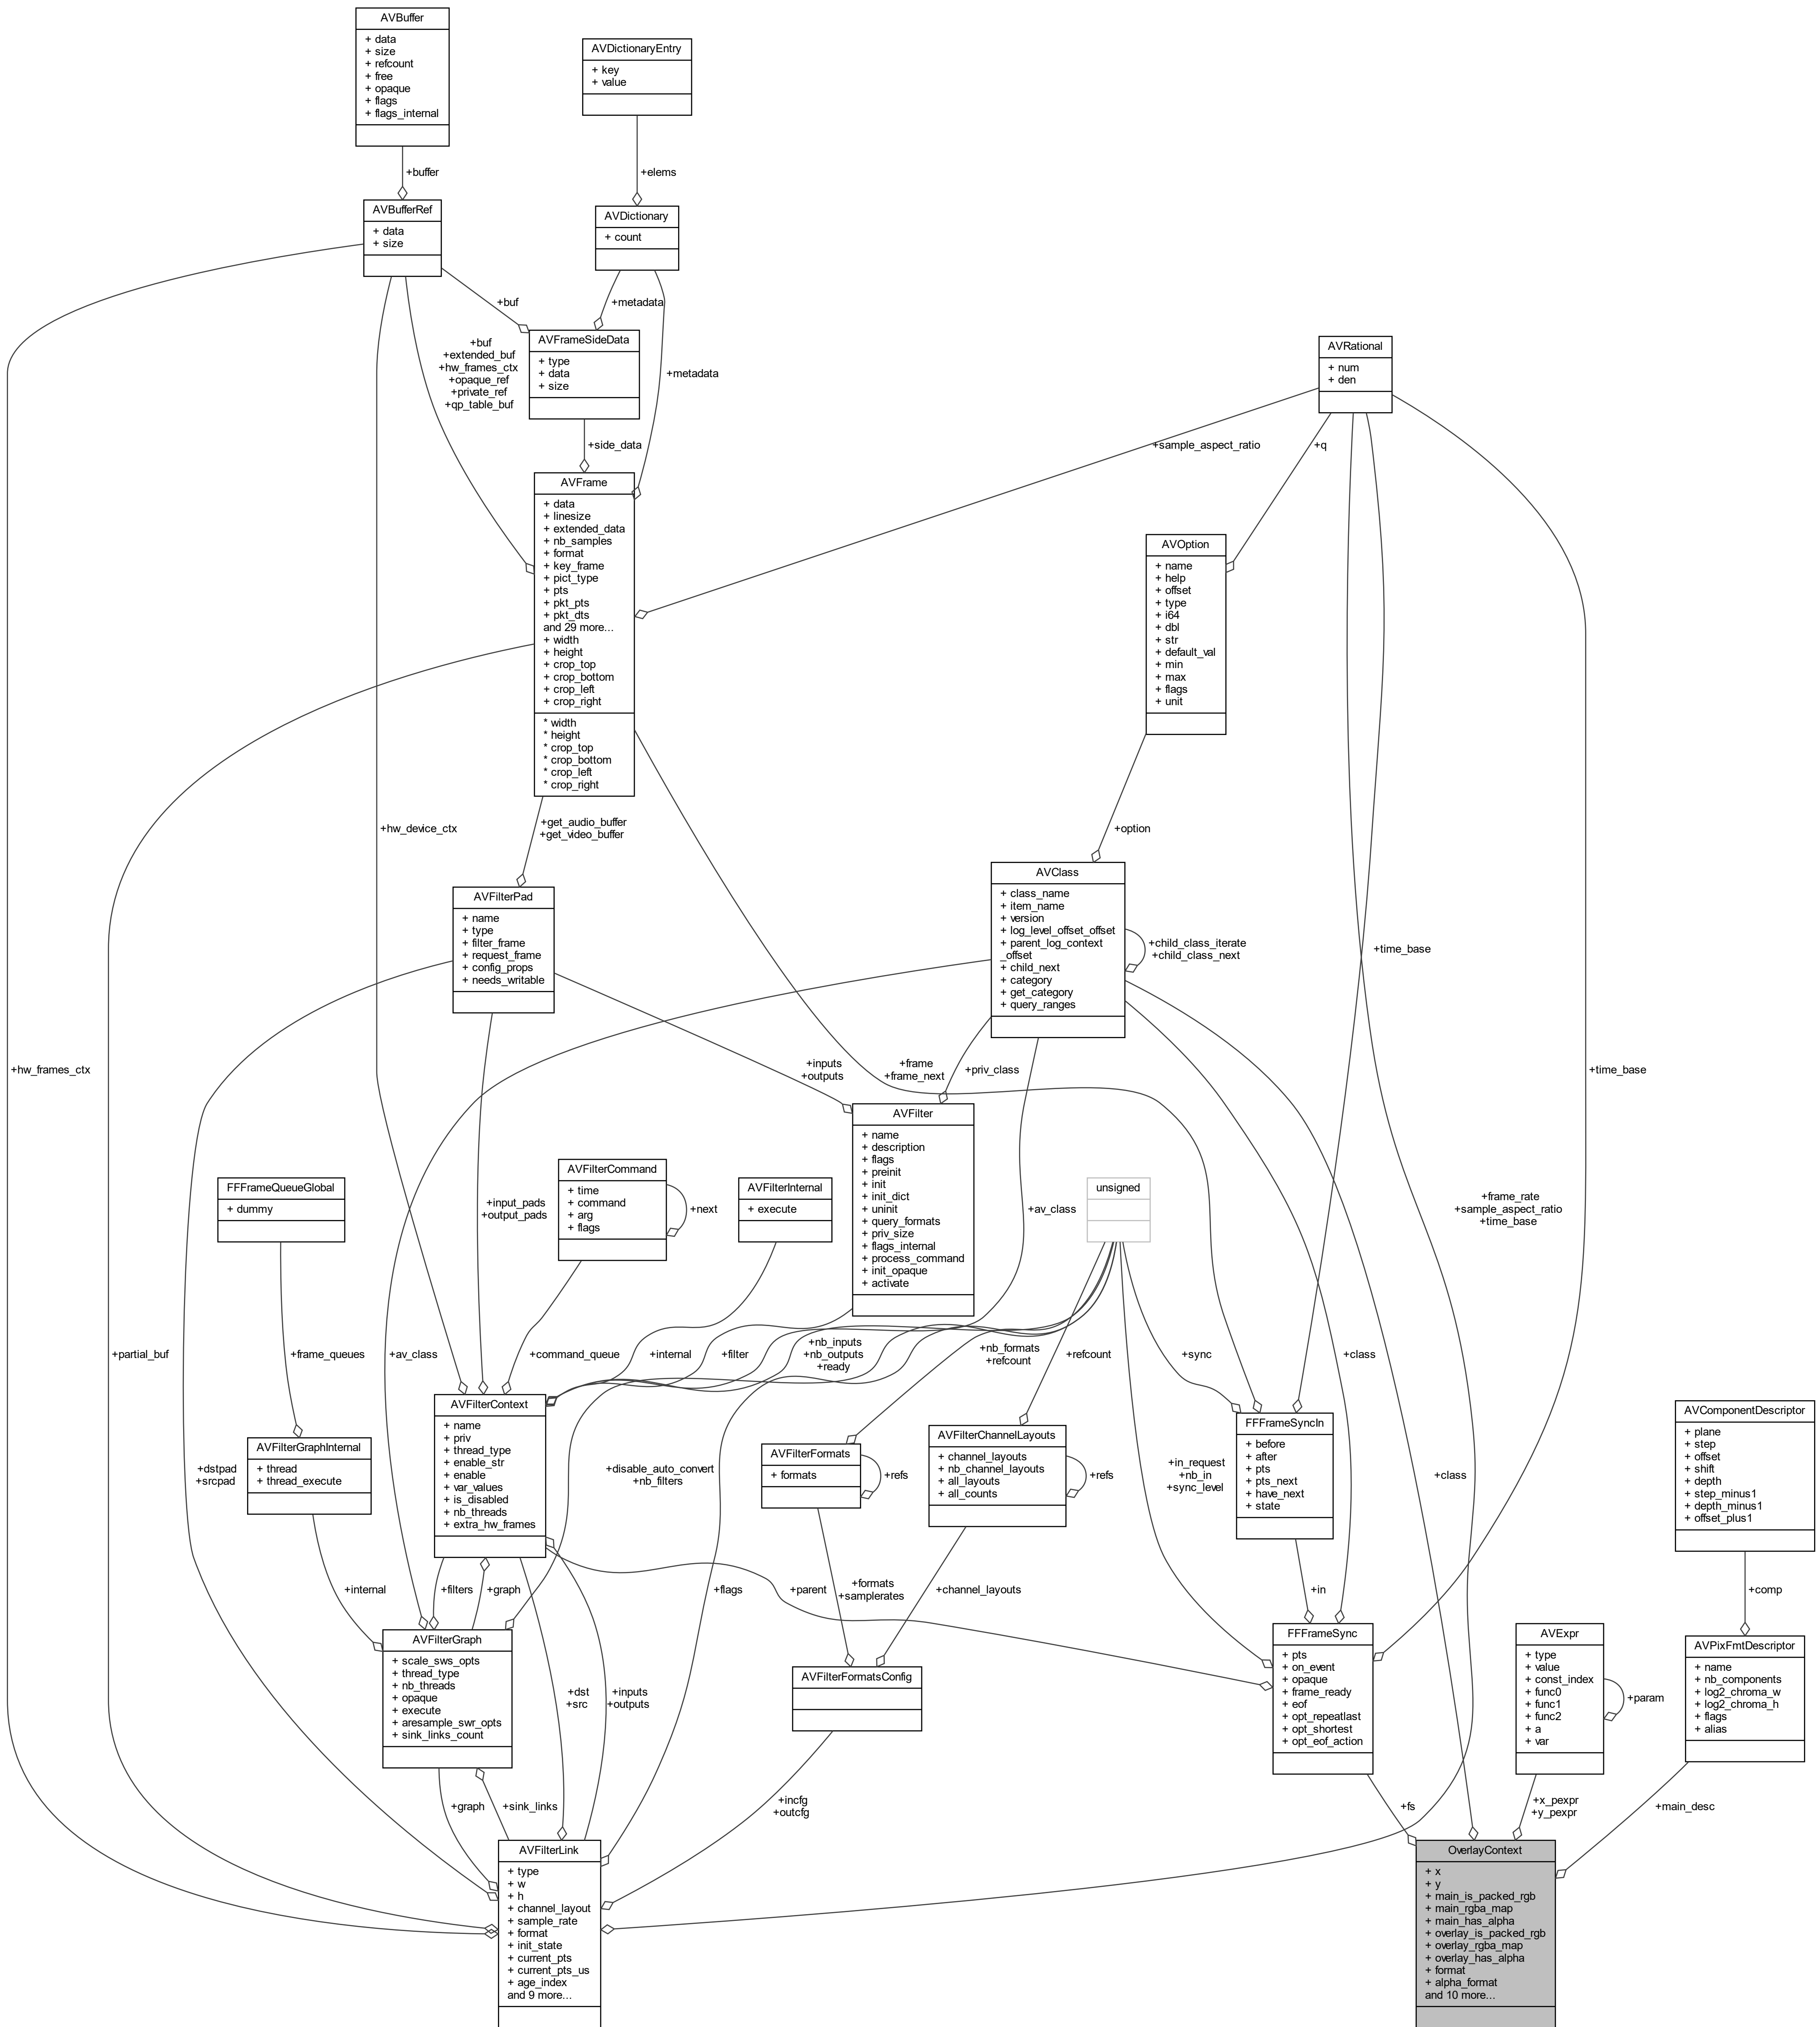 AVBuffer
+ data
+ size
+ refcount
+ free
+ opaque
+ flags
+ flags_internal
AVDictionaryEntry
+ key
+ value
+buffer
+elems
AVBufferRef
+ data
+ size
AVDictionary
+ count
+buf
+metadata
AVFrameSideData
+ type
+ data
+ size
+buf
+extended_buf
+hw_frames_ctx
+opaque_ref
+private_ref
+qp_table_buf
+metadata
AVRational
+ num
+ den
+side_data
+sample_aspect_ratio
+q
AVFrame
+ data
+ linesize
+ extended_data
+ nb_samples
+ format
+ key_frame
+ pict_type
+ pts
+ pkt_pts
+ pkt_dts
and 29 more...
+ width
+ height
+ crop_top
+ crop_bottom
+ crop_left
+ crop_right
* width
* height
* crop_top
* crop_bottom
* crop_left
* crop_right
AVOption
+ name
+ help
+ offset
+ type
+ i64
+ dbl
+ str
+ default_val
+ min
+ max
+ flags
+ unit
+hw_device_ctx
+get_audio_buffer
+get_video_buffer
+option
AVFilterPad
+ name
+ type
+ filter_frame
+ request_frame
+ config_props
+ needs_writable
AVClass
+ class_name
+ item_name
+ version
+ log_level_offset_offset
+ parent_log_context
_offset
+ child_next
+ category
+ get_category
+ query_ranges
+child_class_iterate
+child_class_next
+time_base
+hw_frames_ctx
+inputs
+outputs
+frame
+frame_next
+priv_class
+time_base
AVFilter
+ name
+ description
+ flags
+ preinit
+ init
+ init_dict
+ uninit
+ query_formats
+ priv_size
+ flags_internal
+ process_command
+ init_opaque
+ activate
FFFrameQueueGlobal
+ dummy
+input_pads
+output_pads
AVFilterCommand
+ time
+ command
+ arg
+ flags
+next
AVFilterInternal
+ execute
+av_class
unsigned
+frame_rate
+sample_aspect_ratio
+time_base
+partial_buf
+frame_queues
+av_class
+command_queue
+internal
+filter
+nb_inputs
+nb_outputs
+ready
+nb_formats
+refcount
+refcount
+sync
+class
AVFilterGraphInternal
+ thread
+ thread_execute
AVFilterContext
+ name
+ priv
+ thread_type
+ enable_str
+ enable
+ var_values
+ is_disabled
+ nb_threads
+ extra_hw_frames
AVFilterFormats
+ formats
+refs
AVFilterChannelLayouts
+ channel_layouts
+ nb_channel_layouts
+ all_layouts
+ all_counts
+refs
FFFrameSyncIn
+ before
+ after
+ pts
+ pts_next
+ have_next
+ state
AVComponentDescriptor
+ plane
+ step
+ offset
+ shift
+ depth
+ step_minus1
+ depth_minus1
+ offset_plus1
+dstpad
+srcpad
+disable_auto_convert
+nb_filters
+in_request
+nb_in
+sync_level
+class
+internal
+filters
+graph
+flags
+parent
+formats
+samplerates
+channel_layouts
+in
+comp
AVFilterGraph
+ scale_sws_opts
+ thread_type
+ nb_threads
+ opaque
+ execute
+ aresample_swr_opts
+ sink_links_count
+dst
+src
+inputs
+outputs
AVFilterFormatsConfig
FFFrameSync
+ pts
+ on_event
+ opaque
+ frame_ready
+ eof
+ opt_repeatlast
+ opt_shortest
+ opt_eof_action
AVExpr
+ type
+ value
+ const_index
+ func0
+ func1
+ func2
+ a
+ var
+param
AVPixFmtDescriptor
+ name
+ nb_components
+ log2_chroma_w
+ log2_chroma_h
+ flags
+ alias
+graph
+sink_links
+incfg
+outcfg
+fs
+x_pexpr
+y_pexpr
+main_desc
AVFilterLink
+ type
+ w
+ h
+ channel_layout
+ sample_rate
+ format
+ init_state
+ current_pts
+ current_pts_us
+ age_index
and 9 more...
OverlayContext
+ x
+ y
+ main_is_packed_rgb
+ main_rgba_map
+ main_has_alpha
+ overlay_is_packed_rgb
+ overlay_rgba_map
+ overlay_has_alpha
+ format
+ alpha_format
and 10 more...